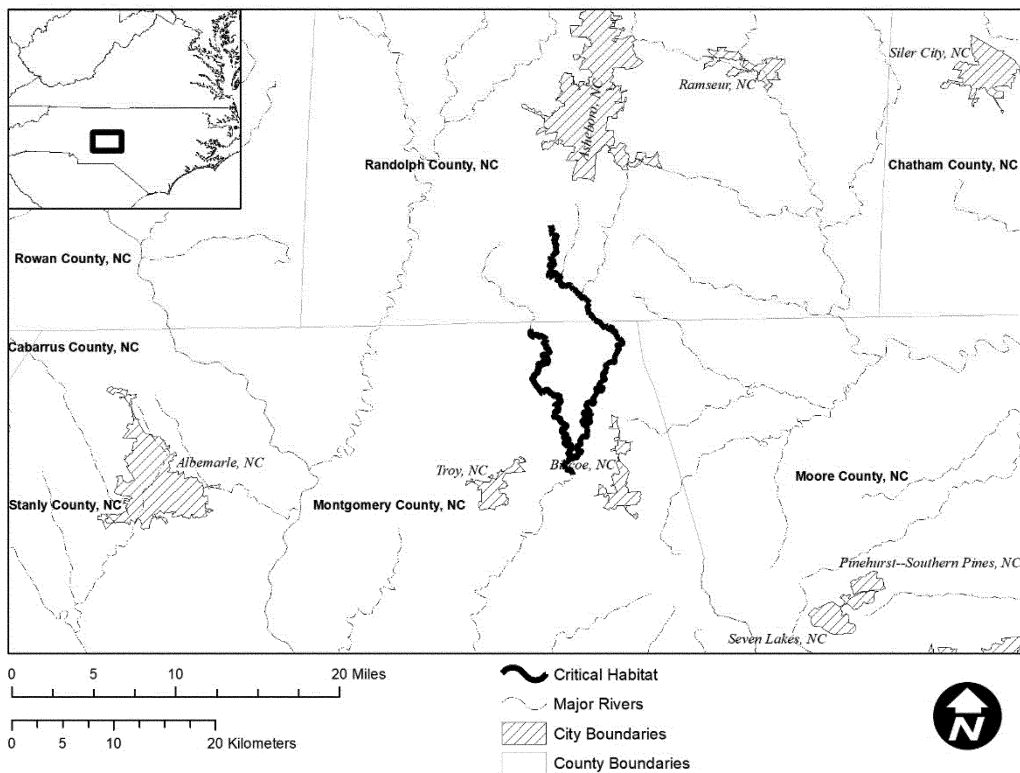 Siler City, NC
Ramseur, NC
Asheboro, NC
Randolph County, NC
Chatham County, NC
Rowan County, NC
Cabarrus County, NC
Albemarle, NC
Troy, NC
Biscoe, NC
Moore County, NC
Stanly County, NC
Montgomery County, NC
Pinehurst--Southern Pines, NC
Seven Lakes, NC
0 5 10 20 Miles
0 5 10 20 Kilometers
Critical Habitat
Major Rivers
City Boundaries
County Boundaries
N